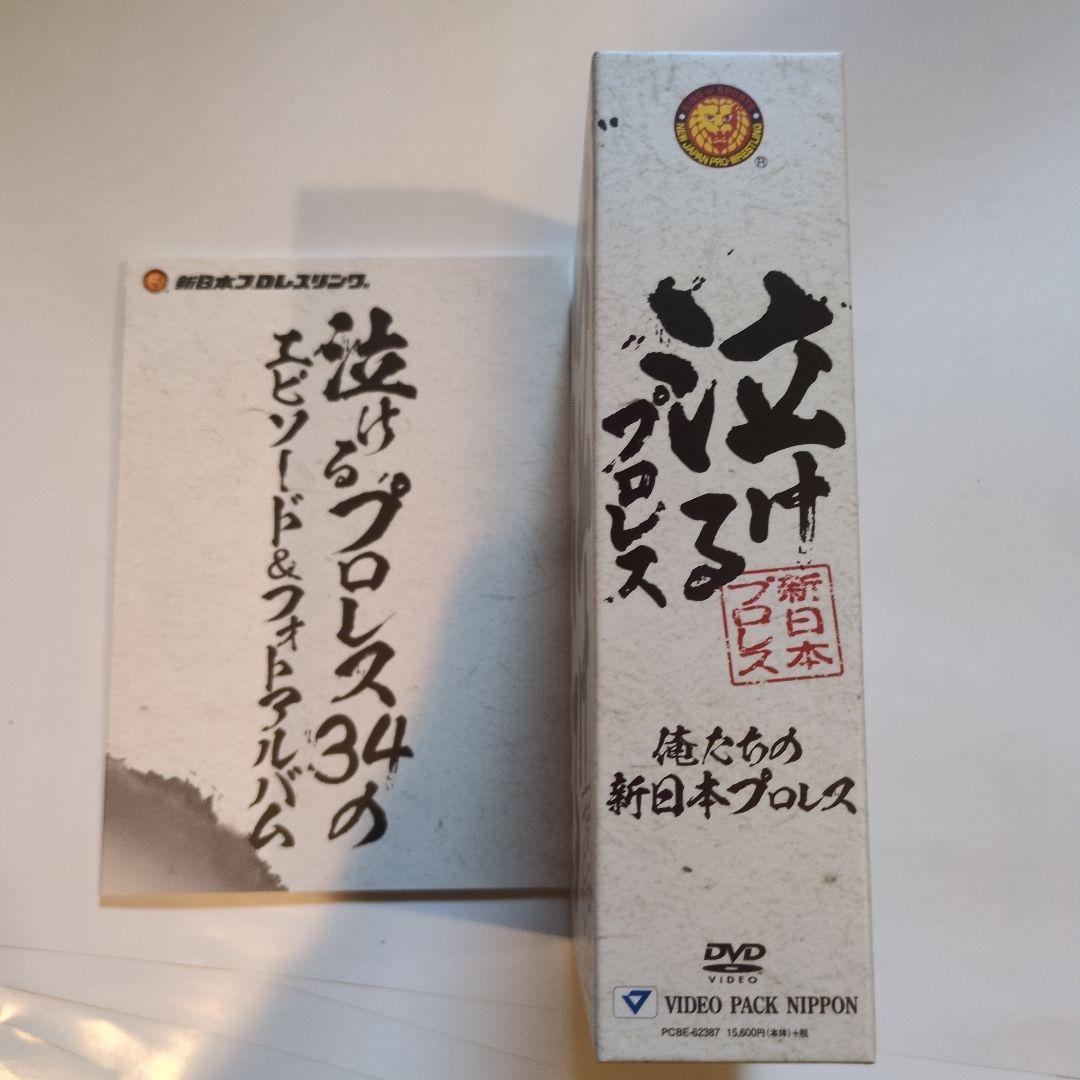 新日本プロレスリング®
泣けるプロレス34の
エピソード&フォトアルバム
KING OF SPORTS
NEW JAPAN PRO-WRESTLING
®
泣ける
プロレス
新日本
プロレス
俺たちの
新日本プロレス
DVD
VIDEO
VIDEO PACK NIPPON
PCBE-62387 15,600円(本体)+税